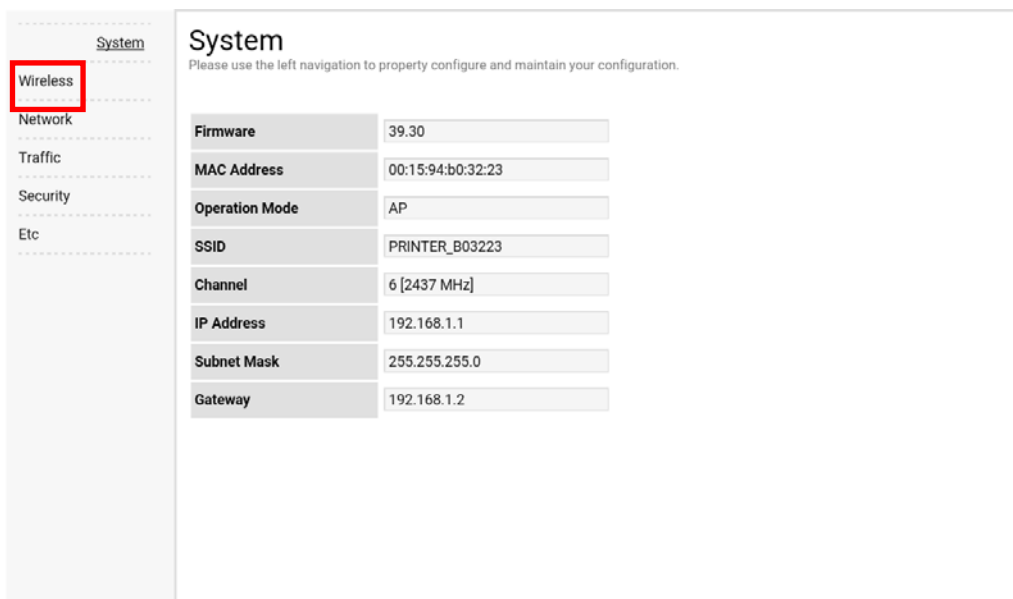 System
Wireless
Network
Traffic
Security
Etc
System
Please use the left navigation to property configure and maintain your configuration.
Firmware 39.30
MAC Address 00:15:94:b0:32:23
Operation Mode AP
SSID PRINTER_B03223
Channel 6 [2437 MHz]
IP Address 192.168.1.1
Subnet Mask 255.255.255.0
Gateway 192.168.1.2